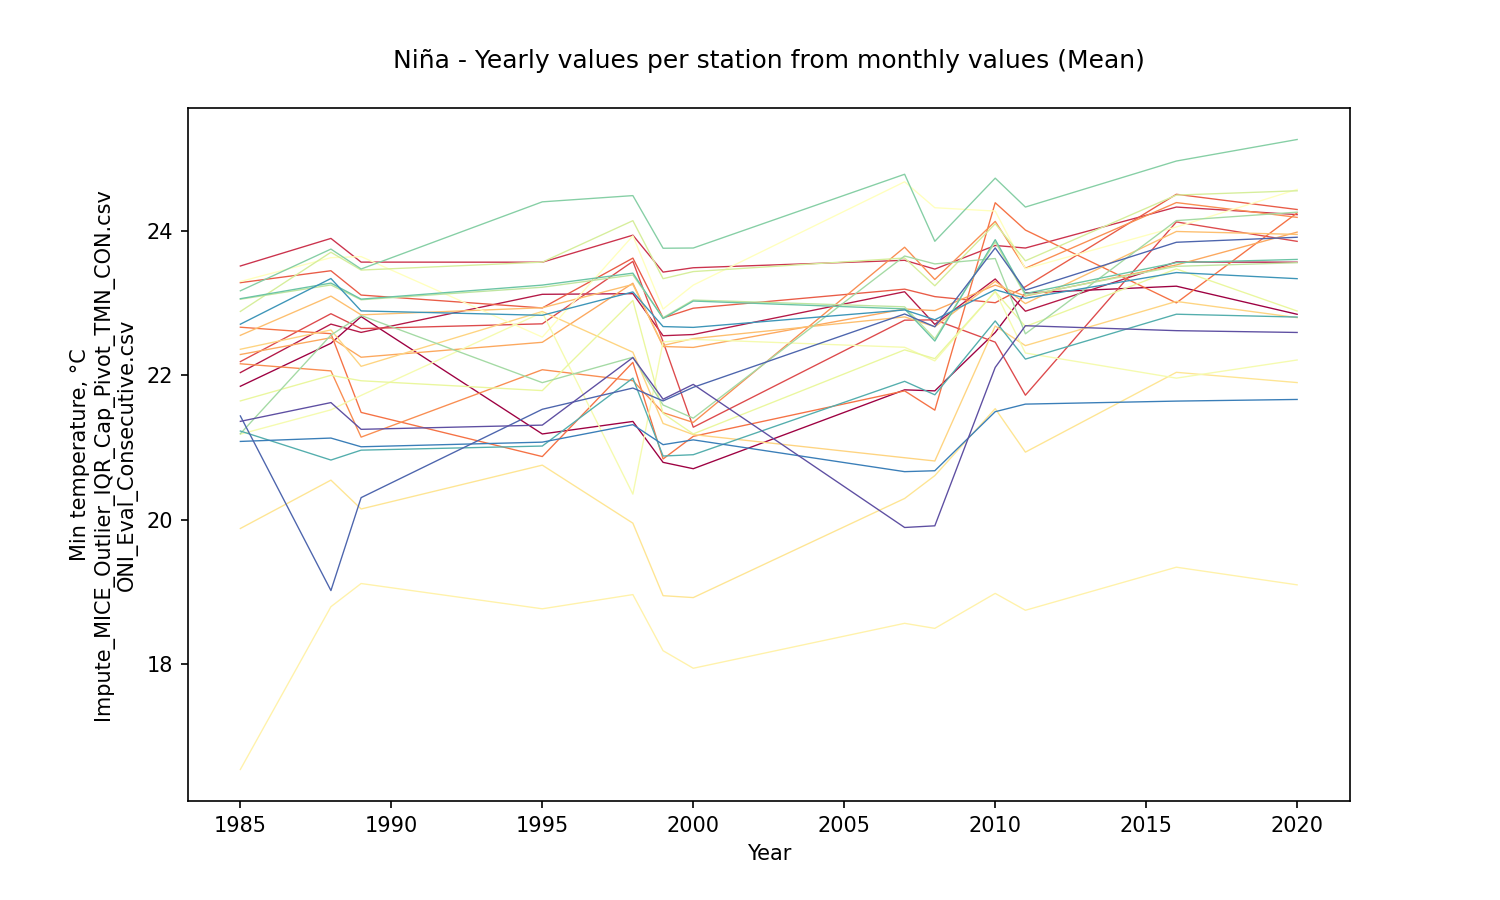 Niña - Yearly values per station from monthly values (Mean)
Min temperature, °C
Impute_MICE_Outlier_IQR_Cap_Pivot_TMN_CON.csv
ONI_Eval_Consecutive.csv
24
22
20
18
1985 1990 1995 2000 2005 2010 2015 2020
Year